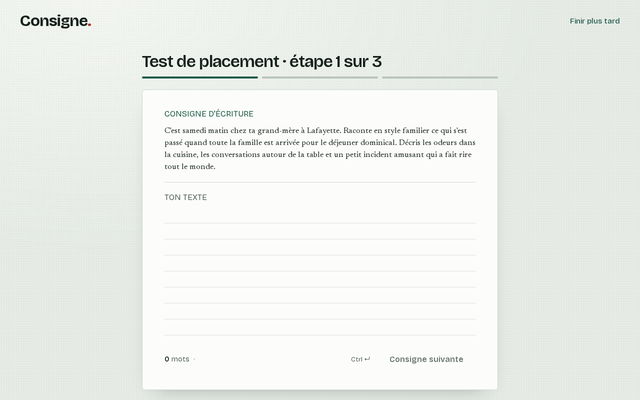 Consigne.
Finir plus tard
Test de placement · étape 1 sur 3
CONSIGNE D'ÉCRITURE
C'est samedi matin chez ta grand-mère à Lafayette. Raconte en style familier ce qui s'est
passé quand toute la famille est arrivée pour le déjeuner dominical. Décris les odeurs dans
la cuisine, les conversations autour de la table et un petit incident amusant qui a fait rire
tout le monde.
TON TEXTE
0 mots ·
Ctrl ↵
Consigne suivante